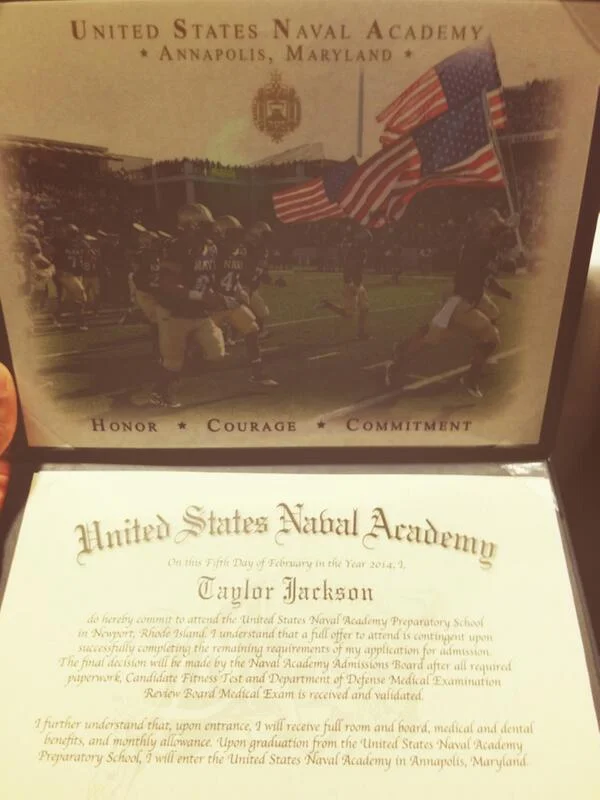 UNITED STATES NAVAL ACADEMY
★ ANNAPOLIS, MARYLAND ★
NAVY
NAVY
HONOR ★ COURAGE ★ COMMITMENT
United States Naval Academy
On this Fifth Day of February in the Year 2014, I,
Taylor Jackson
do hereby commit to attend the United States Naval Academy Preparatory School
in Newport, Rhode Island. I understand that a full offer to attend is contingent upon
successfully completing the remaining requirements of my application for admission.
The final decision will be made by the Naval Academy Admissions Board after all required
paperwork, Candidate Fitness Test and Department of Defense Medical Examination
Review Board Medical Exam is received and validated.
I further understand that, upon entrance, I will receive full room and board, medical and dental
benefits, and monthly allowance. Upon graduation from the United States Naval Academy
Preparatory School, I will enter the United States Naval Academy in Annapolis, Maryland.